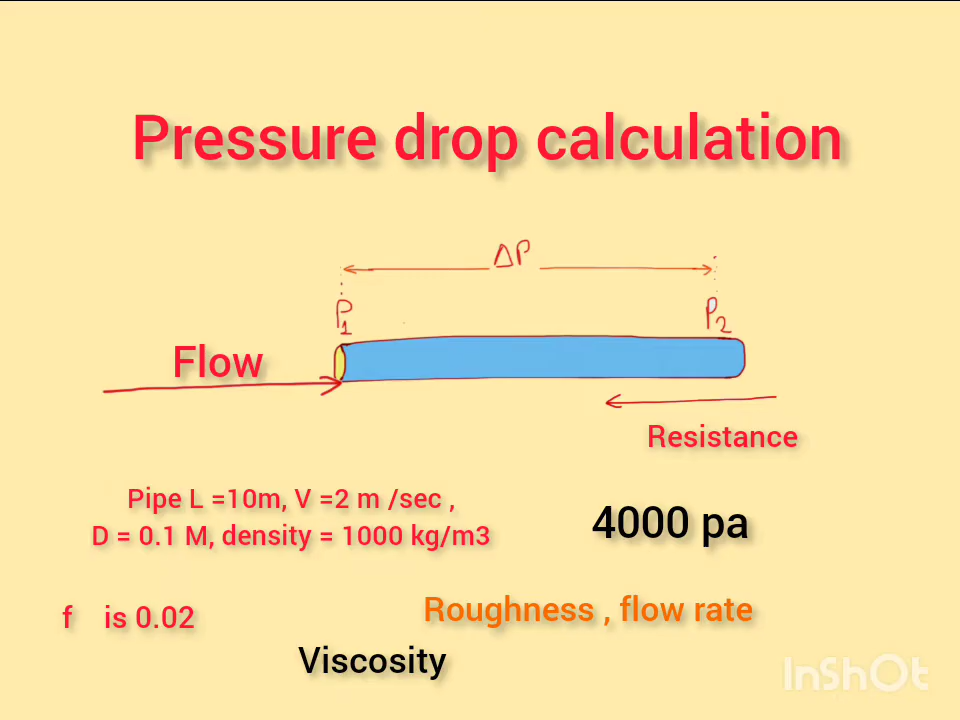 Pressure drop calculation
ΔP
P1
P2
Flow
Resistance
Pipe L =10m, V =2 m /sec ,
D = 0.1 M, density = 1000 kg/m3
4000 pa
f is 0.02
Roughness , flow rate
Viscosity
InShOt